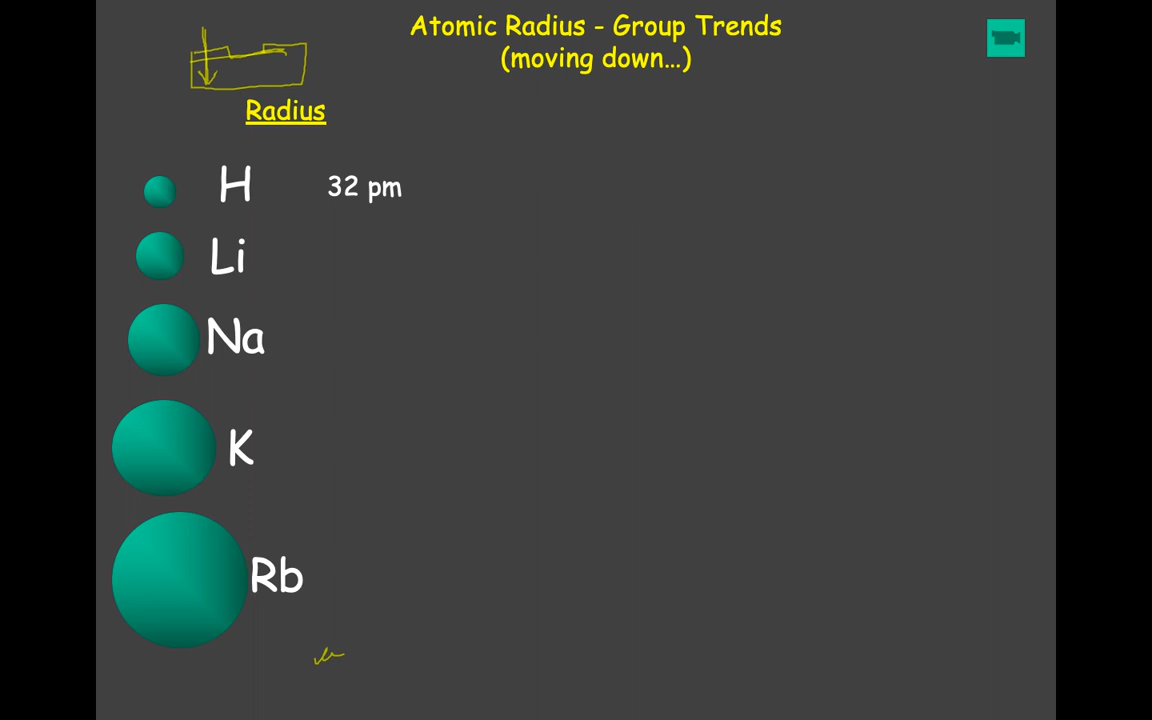 Atomic Radius - Group Trends
(moving down...)
Radius
H 32 pm
Li
Na
K
Rb